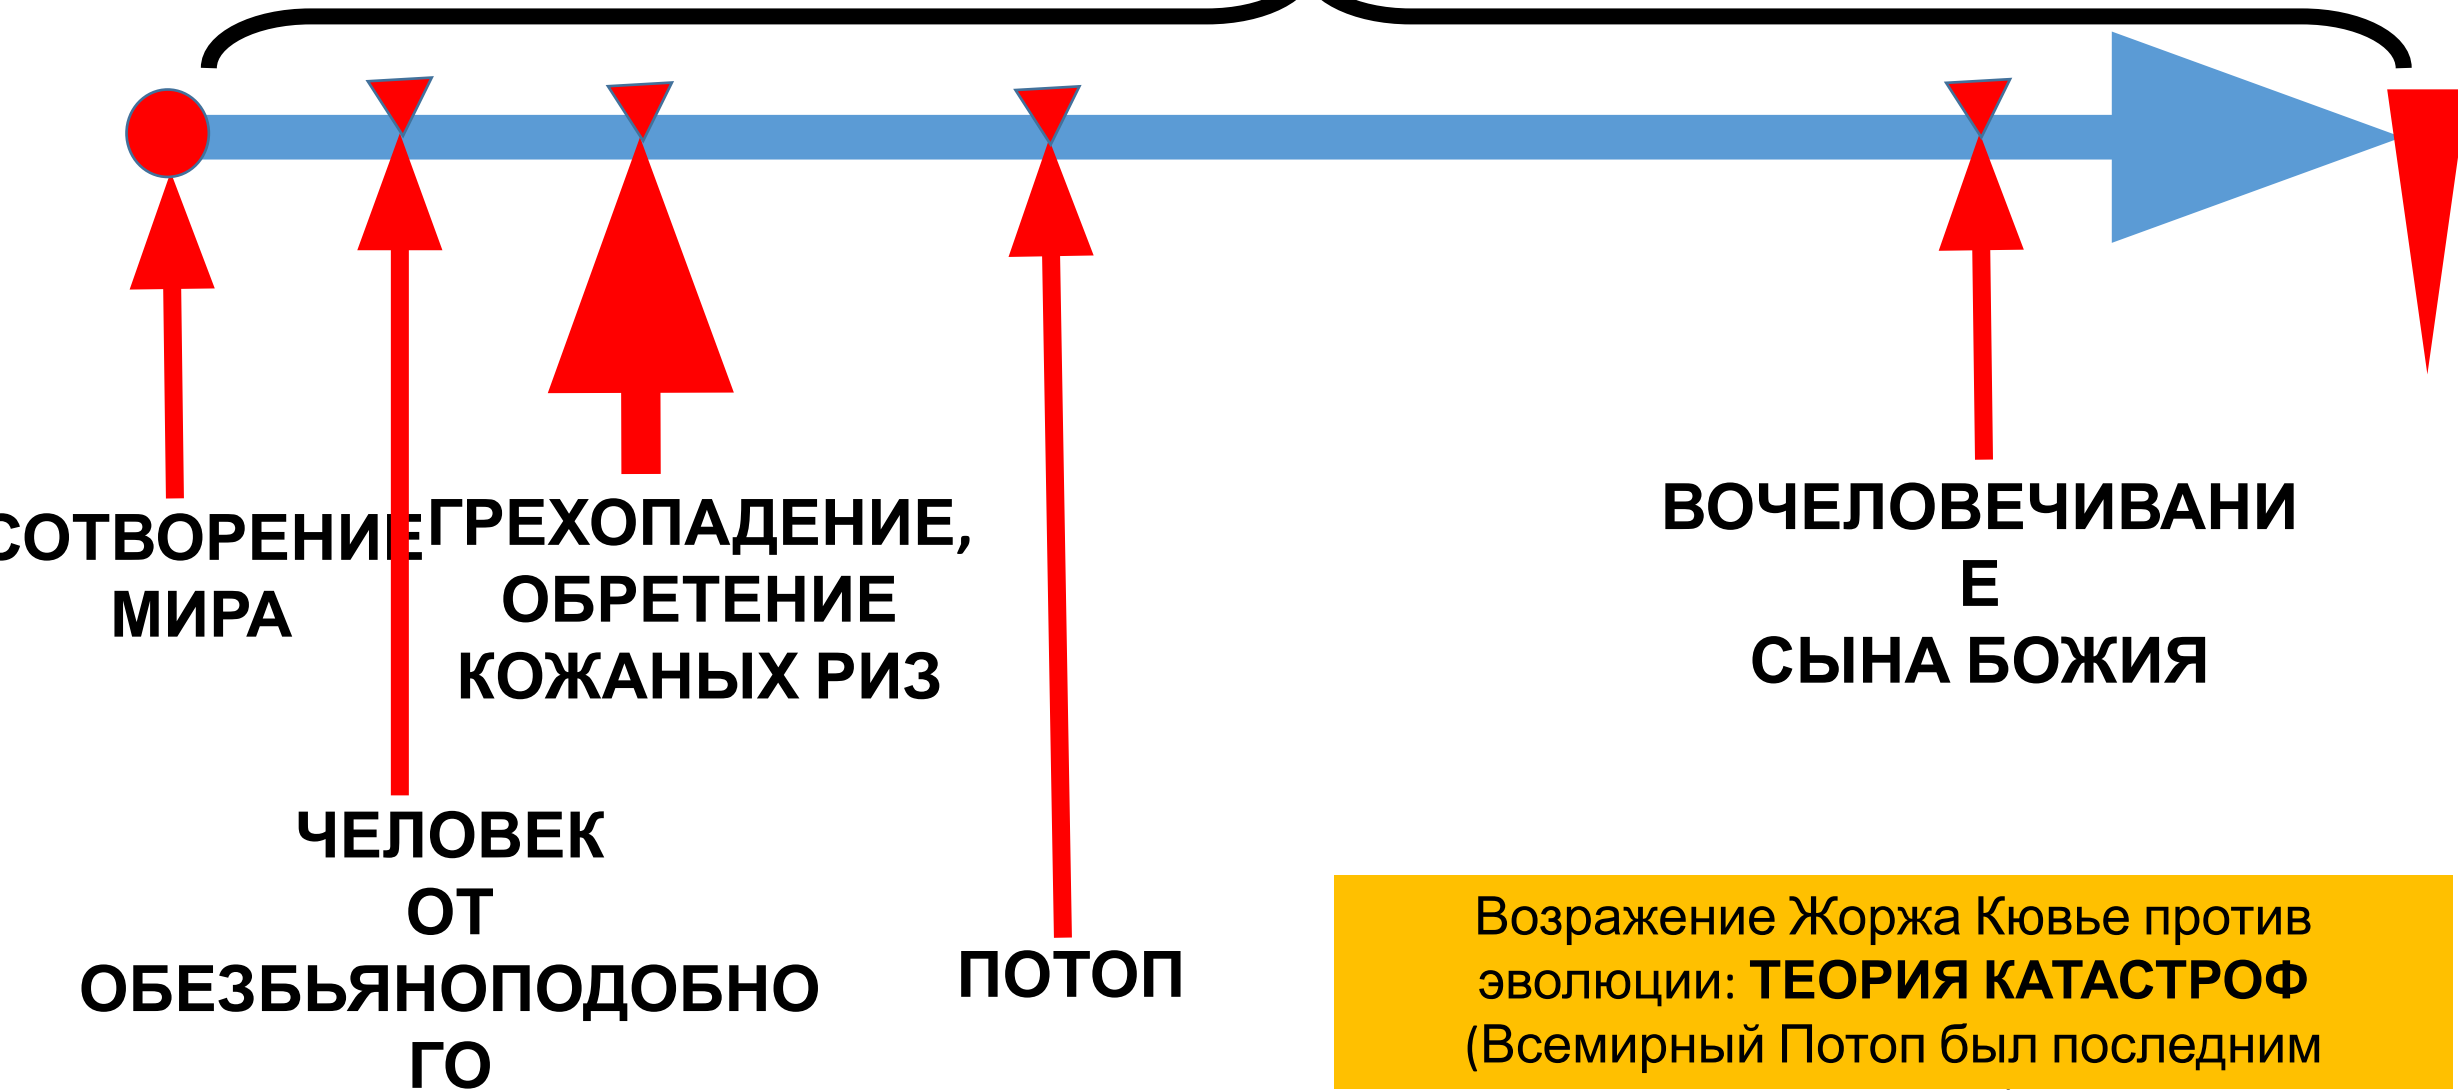 СОТВОРЕНИЕ
МИРА
ГРЕХОПАДЕНИЕ,
ОБРЕТЕНИЕ
КОЖАНЫХ РИЗ
ВОЧЕЛОВЕЧИВАНИ
Е
СЫНА БОЖИЯ
ЧЕЛОВЕК
ОТ
ОБЕЗБЬЯНОПОДОБНО
ГО
ПОТОП
Возражение Жоржа Кювье против
эволюции: ТЕОРИЯ КАТАСТРОФ
(Всемирный Потоп был последним